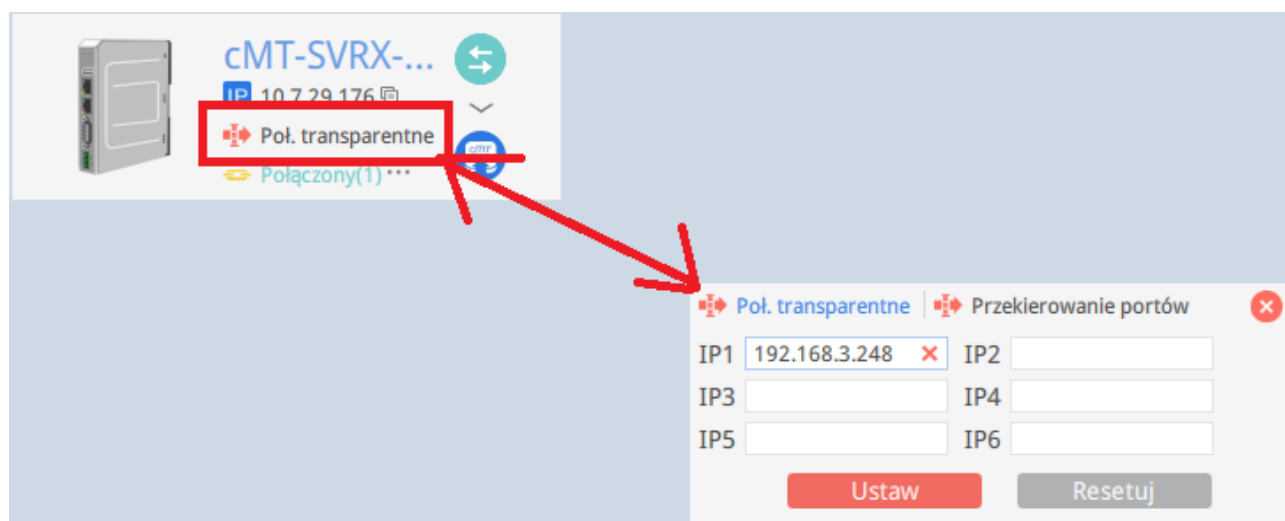 cMT-SVRX-...
IP 10.7.29.176
Poł. transparentne
Połączony(1) ...
Poł. transparentne Przekierowanie portów
IP1 192.168.3.248 IP2
IP3 IP4
IP5 IP6
Ustaw Resetuj